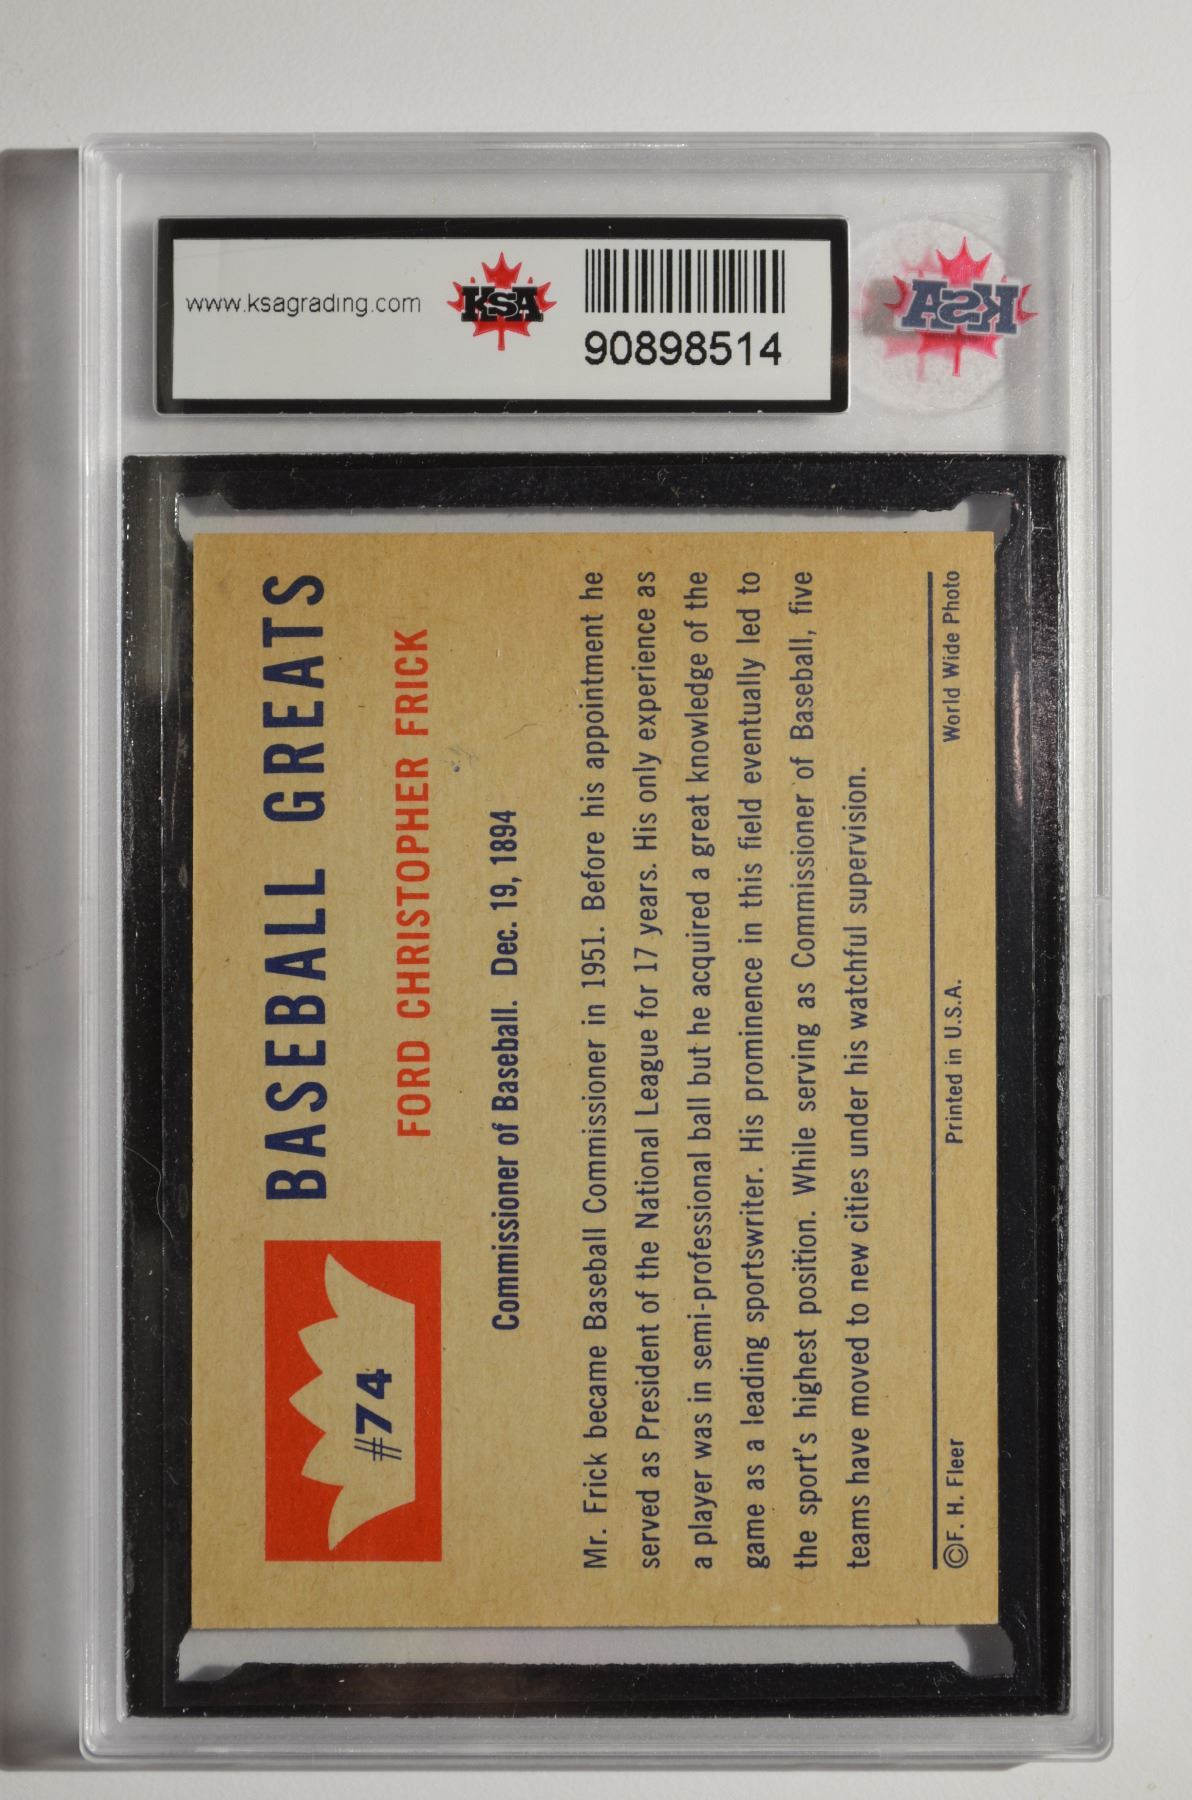 www.ksagrading.com
KSA
90898514
KSA
#74
BASEBALL GREATS
FORD CHRISTOPHER FRICK
Commissioner of Baseball. Dec. 19, 1894
Mr. Frick became Baseball Commissioner in 1951. Before his appointment he
served as President of the National League for 17 years. His only experience as
a player was in semi-professional ball but he acquired a great knowledge of the
game as a leading sportswriter. His prominence in this field eventually led to
the sport's highest position. While serving as Commissioner of Baseball, five
teams have moved to new cities under his watchful supervision.
©F. H. Fleer
Printed in U.S.A.
World Wide Photo